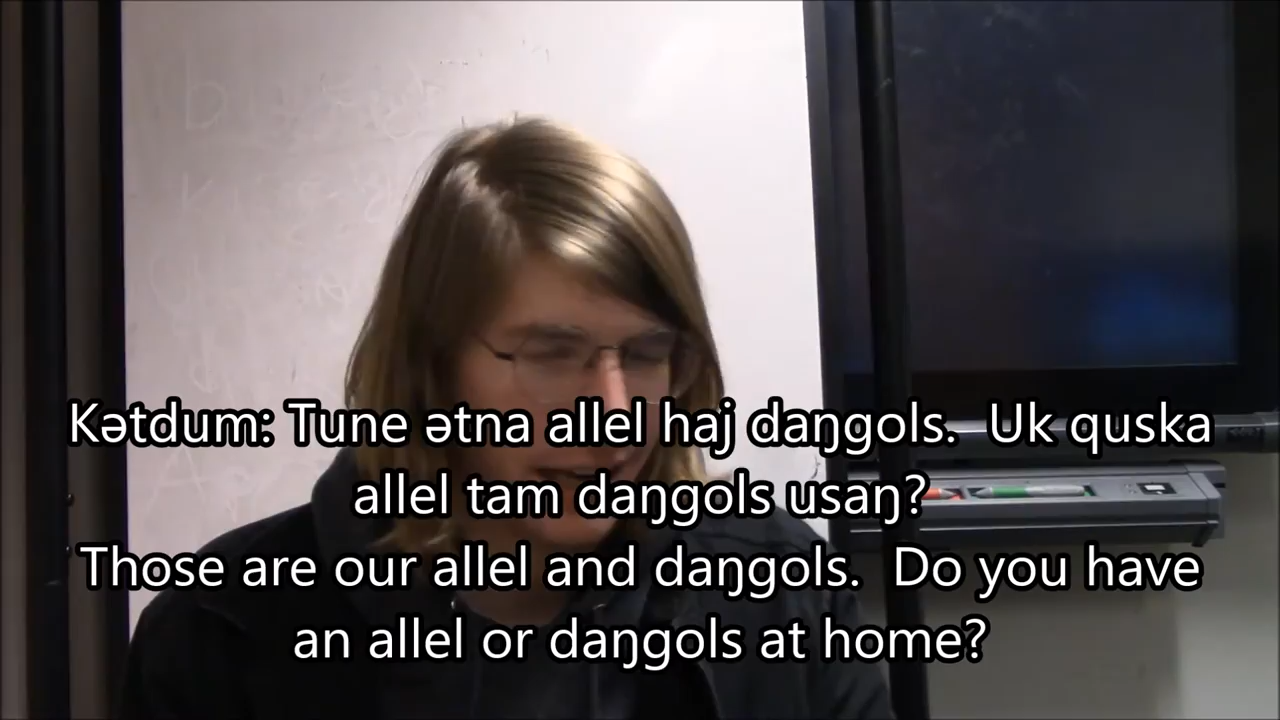 Kətdum: Tune ətna allel haj daŋgols.  Uk quska
allel tam daŋgols usaŋ?
Those are our allel and daŋgols.  Do you have
an allel or daŋgols at home?